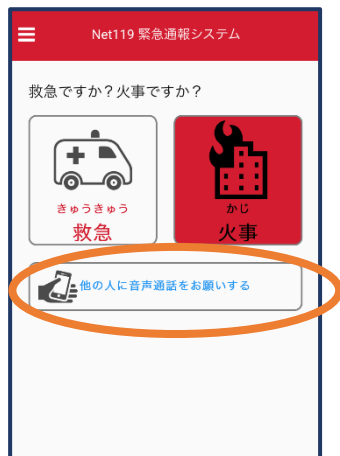 Net119 緊急通報システム
救急ですか？火事ですか？
きゅうきゅう
救急
かじ
火事
他の人に音声通話をお願いする